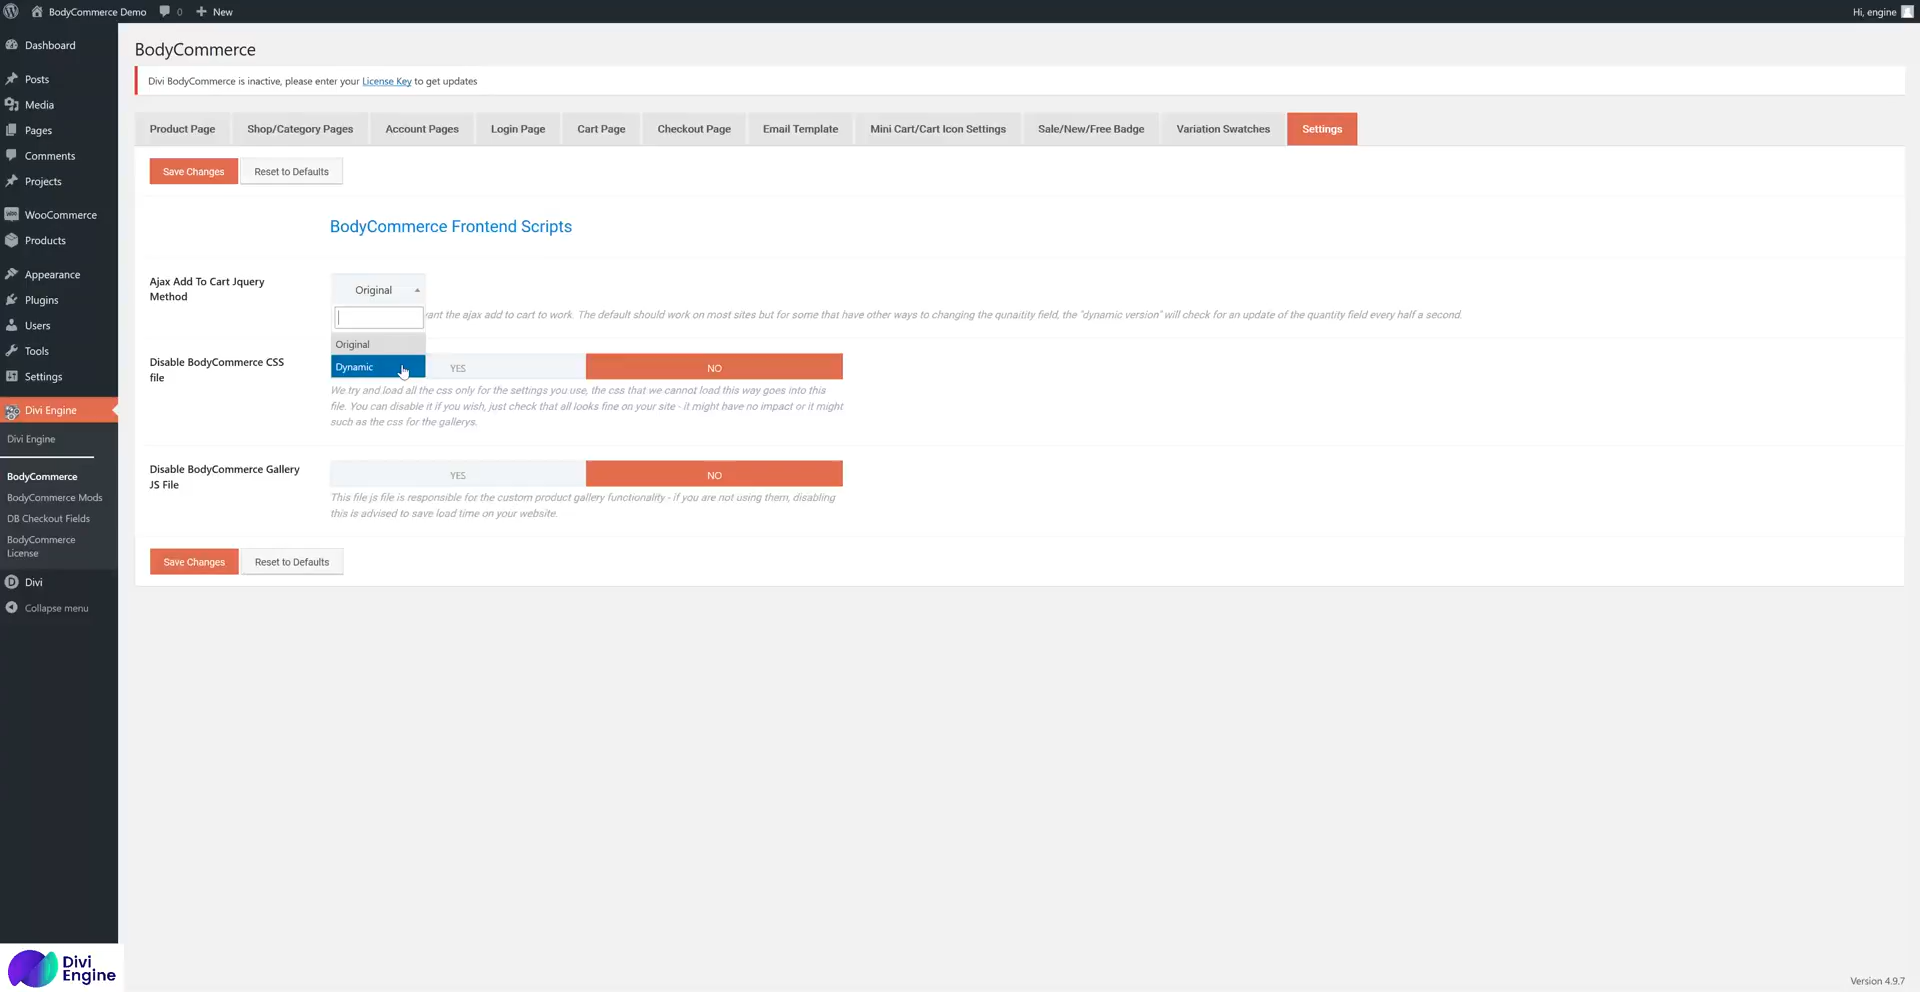 BodyCommerce Demo
0
New
Hi, engine
Dashboard
Posts
Media
Pages
Comments
Projects
WooCommerce
Products
Appearance
Plugins
Users
Tools
Settings
Divi Engine
Divi Engine
BodyCommerce
BodyCommerce Mods
DB Checkout Fields
BodyCommerce
License
Divi
Collapse menu
Divi
Engine
BodyCommerce
Divi BodyCommerce is inactive, please enter your License Key to get updates
Product Page
Shop/Category Pages
Account Pages
Login Page
Cart Page
Checkout Page
Email Template
Mini Cart/Cart Icon Settings
Sale/New/Free Badge
Variation Swatches
Settings
Save Changes
Reset to Defaults
BodyCommerce Frontend Scripts
Ajax Add To Cart Jquery
Method
Original
ant the ajax add to cart to work. The default should work on most sites but for some that have other ways to changing the qunaitity field, the "dynamic version" will check for an update of the quantity field every half a second.
Original
Dynamic
Disable BodyCommerce CSS
file
YES
NO
We try and load all the css only for the settings you use, the css that we cannot load this way goes into this
file. You can disable it if you wish, just check that all looks fine on your site - it might have no impact or it might
such as the css for the gallerys.
Disable BodyCommerce Gallery
JS File
YES
NO
This file js file is responsible for the custom product gallery functionality - if you are not using them, disabling
this is advised to save load time on your website.
Save Changes
Reset to Defaults
Version 4.9.7